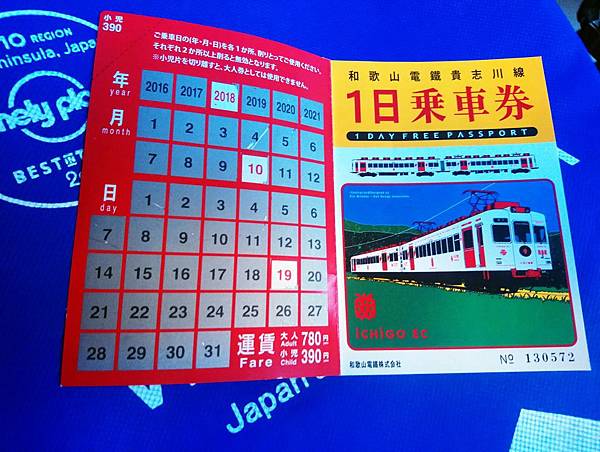 小児
390
ご乗車日の(年・月・日)を各1か所、削りとってご使用ください。
それぞれ2か所以上削ると無効となります。
※小児片を切り離すと、大人券としては使用できません。
年 year 2016 2017 2018 2019 2020 2021
月 month 1 2 3 4 5 6
7 8 9 10 11 12
日 day 1 2 3 4 5 6
7 8 9 10 11 12 13
14 15 16 17 18 19 20
21 22 23 24 25 26 27
28 29 30 31
運賃 Fare
大人 Adult 780円
小児 Child 390円
和歌山電鐵貴志川線
1日乗車券
1 DAY FREE PASSPORT
ICHIGO EC
和歌山電鐵株式会社
No 130572
10 REGION
ninsula, Japa
nely pla
BEST
Japan